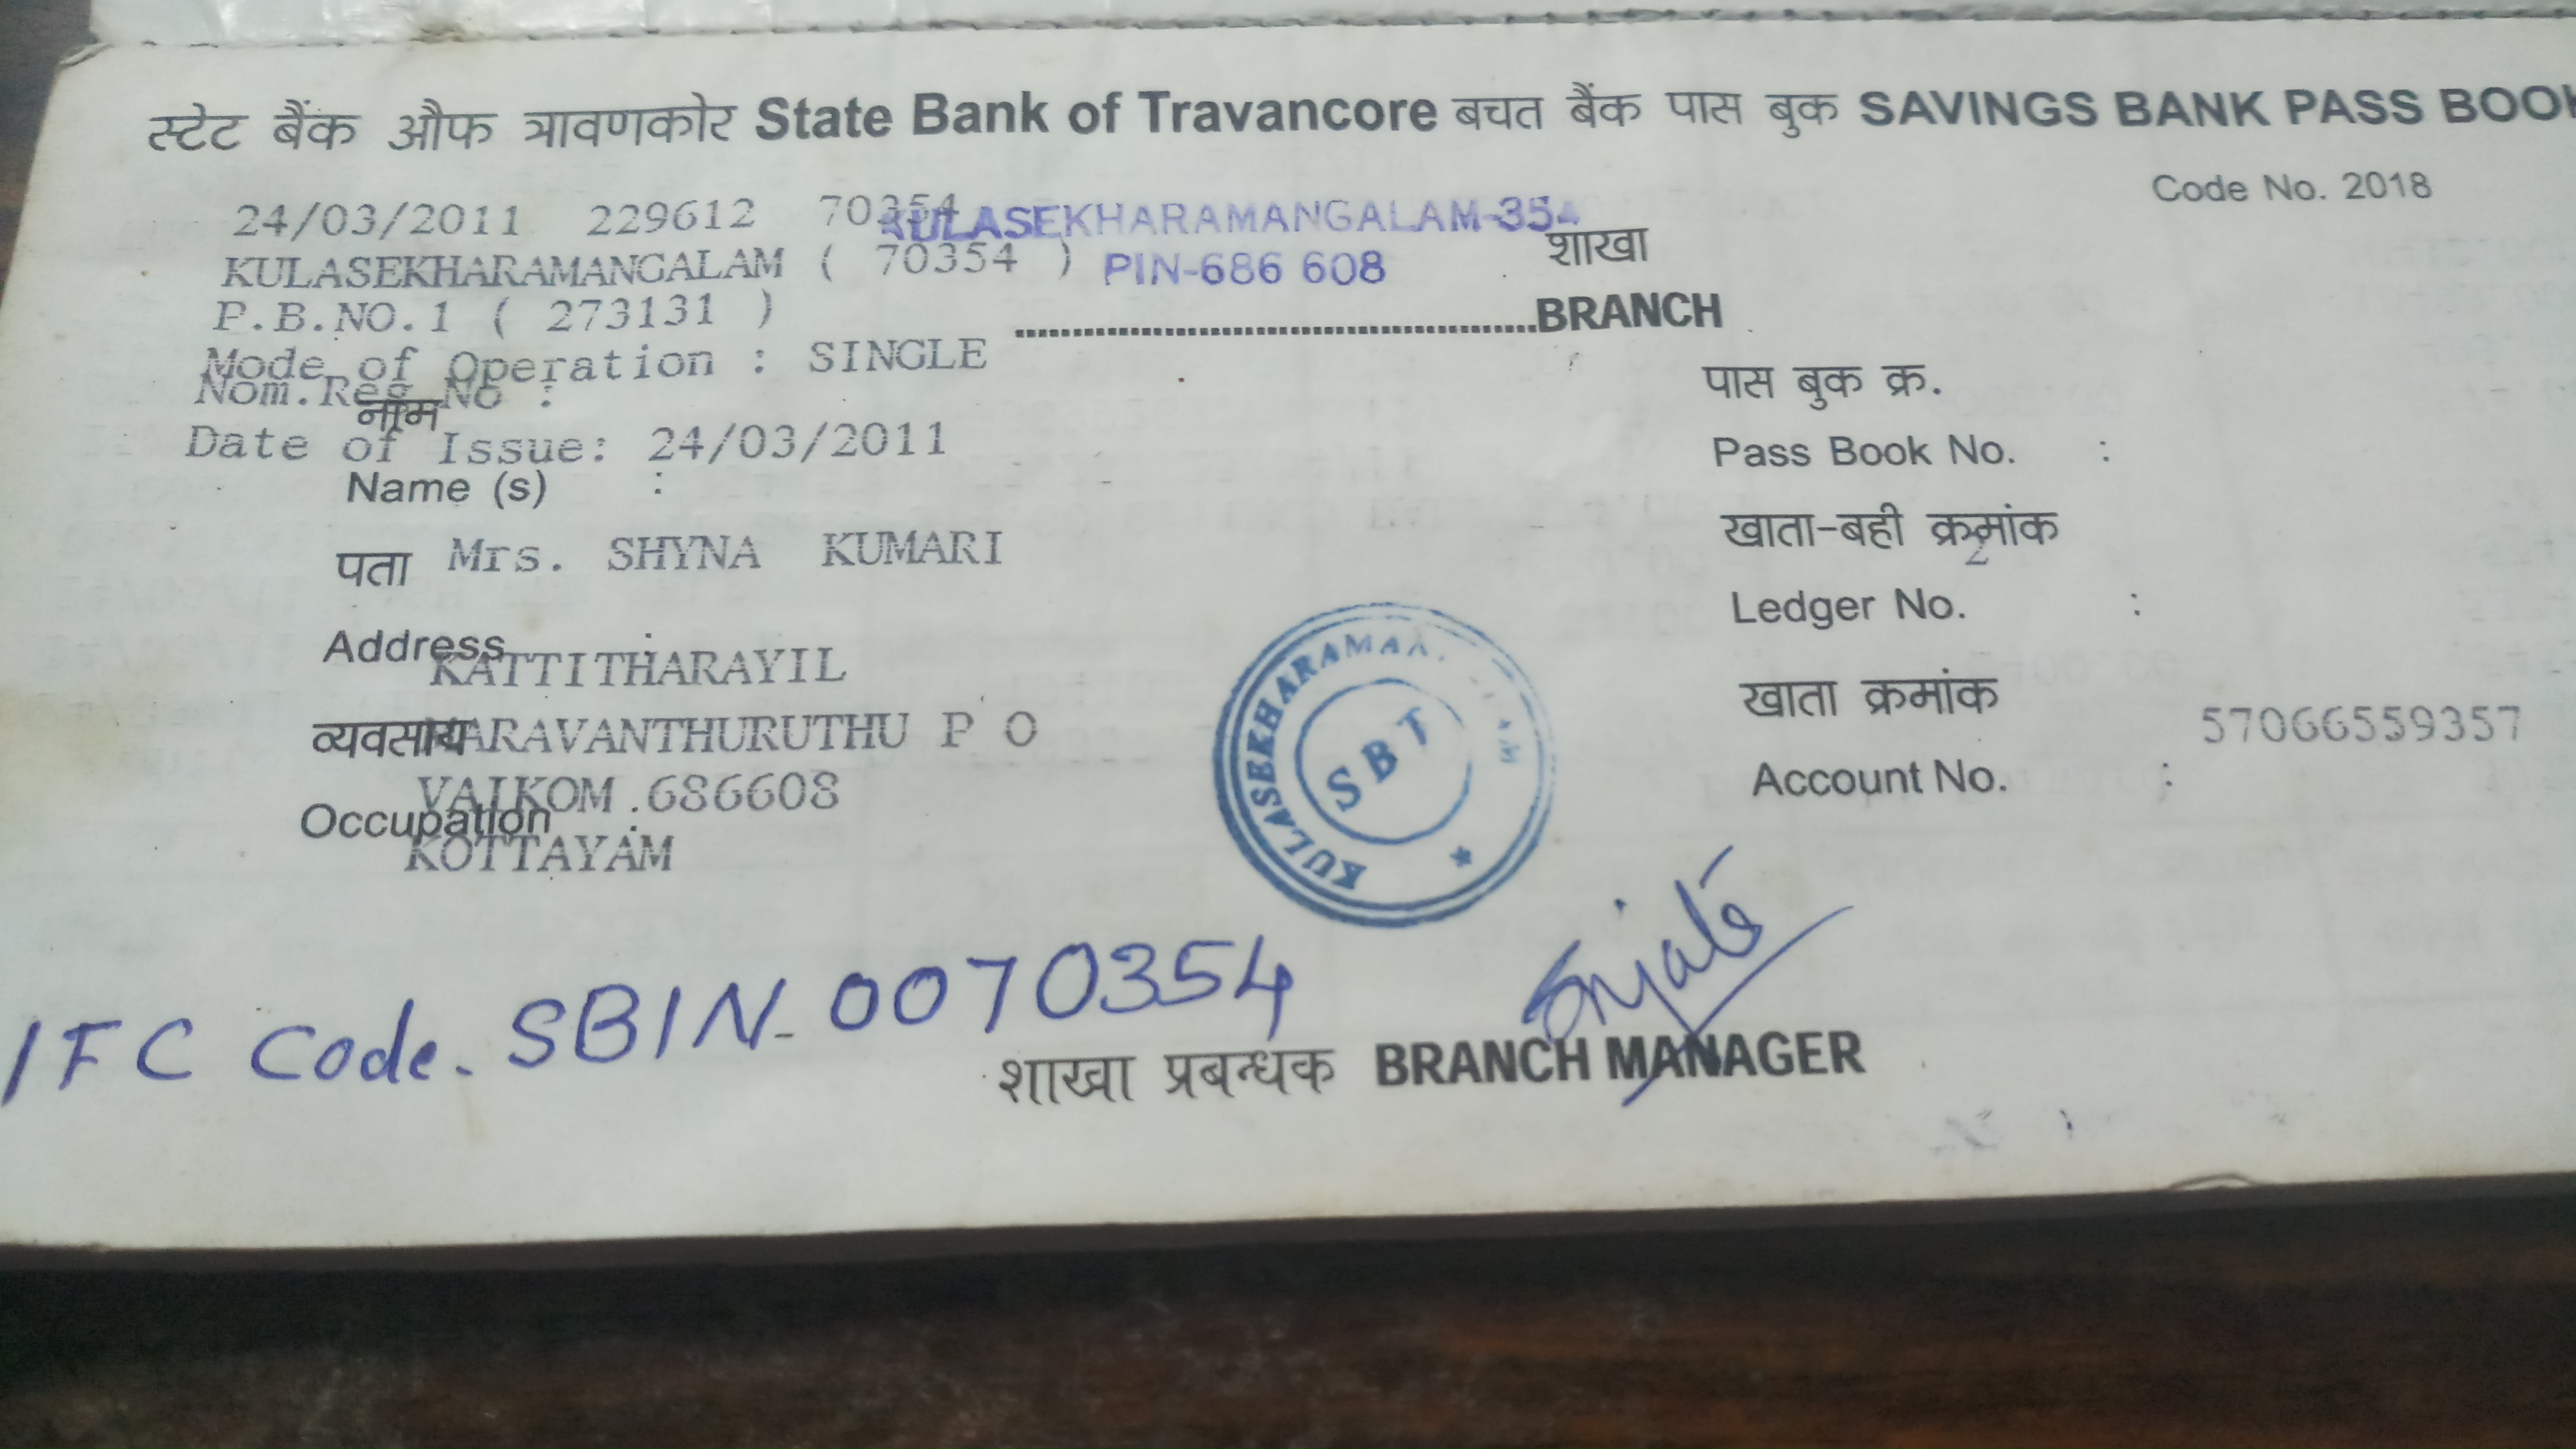 स्टेट बैंक औफ त्रावणकोर State Bank of Travancore बचत बैंक पास बुक SAVINGS BANK PASS BOOK
Code No. 2018
24/03/2011 229612 70354
KULASEKHARAMANGALAM-354
शाखा
KULASEKHARAMANGALAM ( 70354 ) PIN-686 608
P.B.NO.1 ( 273131 )
BRANCH
Mode of Operation : SINGLE
Nom.Reg No :
पास बुक क्र.
नाम
Date of Issue: 24/03/2011
Pass Book No. :
Name (s) :
खाता-बही क्रमांक
2
पता Mrs. SHYNA KUMARI
Ledger No. :
Address :
KATTITHARAYIL
खाता क्रमांक
57066559357
व्यवसाय MARAVANTHURUTHU P O
Account No. :
VAIKOM.686608
Occupation :
KOTTAYAM
SBT
IFC Code. SBIN-0070354
शाखा प्रबन्धक BRANCH MANAGER